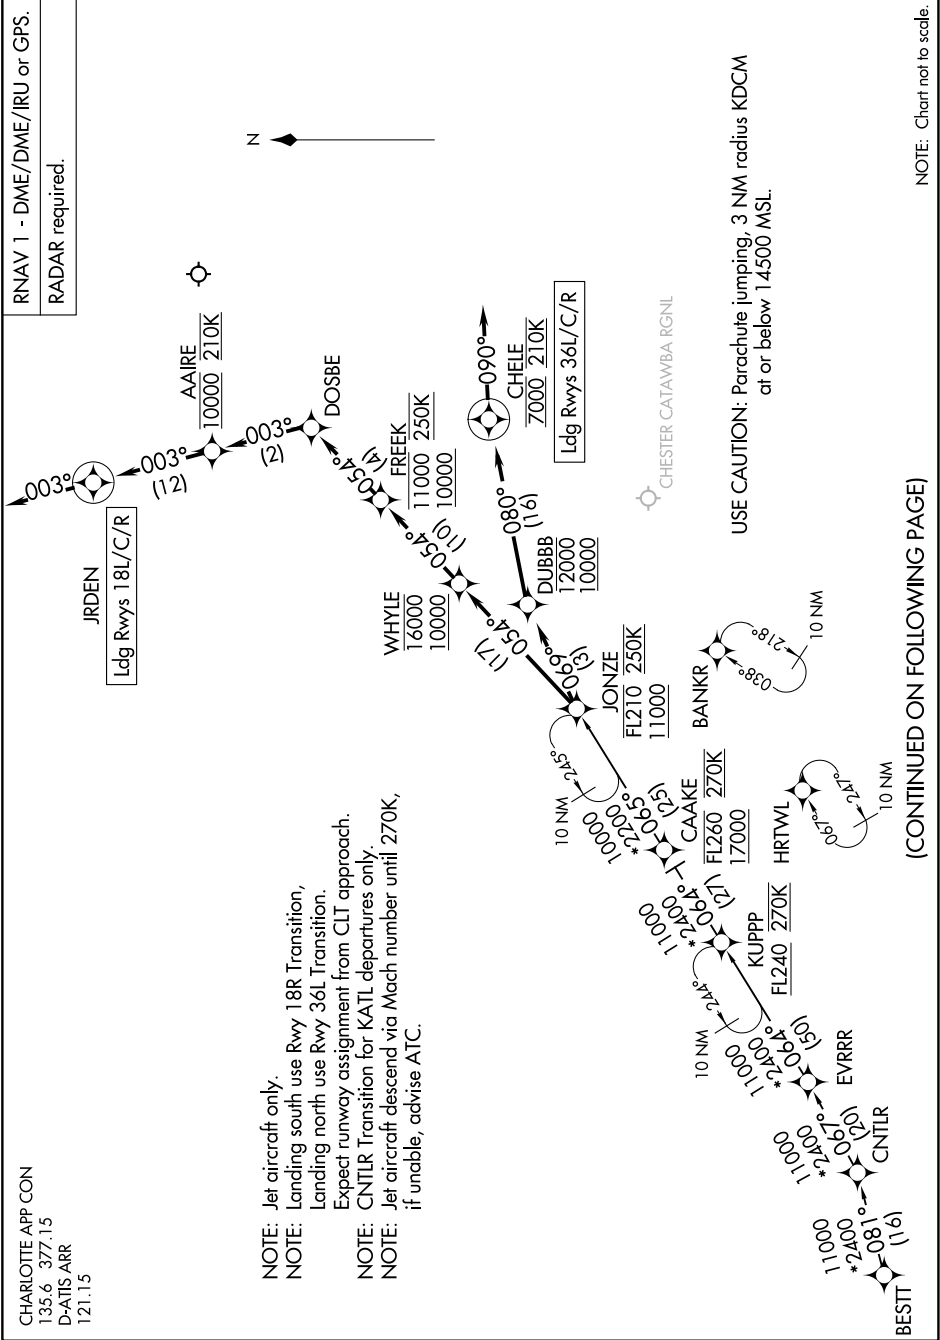 CHARLOTTE APP CON
135.6 377.15
D-ATIS ARR
121.15
RNAV 1 - DME/DME/IRU or GPS.
RADAR required.
NOTE: Jet aircraft only.
NOTE: Landing south use Rwy 18R Transition,
Landing north use Rwy 36L Transition.
Expect runway assignment from CLT approach.
NOTE: CNTLR Transition for KATL departures only.
NOTE: Jet aircraft descend via Mach number until 270K,
if unable, advise ATC.
N
003°
JRDEN
Ldg Rwys 18L/C/R
003°
(12)
AAIRE
10000 210K
003°
(2)
DOSBE
054°
(4)
FREEK
11000 250K
10000
054°
(10)
WHYLE
16000
10000
054°
(17)
090°
CHELE
7000 210K
Ldg Rwys 36L/C/R
080°
(16)
DUBBB
12000
10000
069°
(3)
JONZE
FL210 250K
11000
245°
10 NM
10000
*2200
065°
(25)
CAAKE
FL260 270K
17000
11000
*2400
064°
(27)
KUPPP
FL240 270K
244°
10 NM
11000
*2400
064°
(50)
EVRRR
11000
*2400
067°
(20)
CNTLR
11000
*2400
081°
(16)
BESTT
BANKR
038°
218°
10 NM
HRTWL
067°
247°
10 NM
CHESTER CATAWBA RGNL
USE CAUTION: Parachute jumping, 3 NM radius KDCM
at or below 14500 MSL.
(CONTINUED ON FOLLOWING PAGE)
NOTE: Chart not to scale.